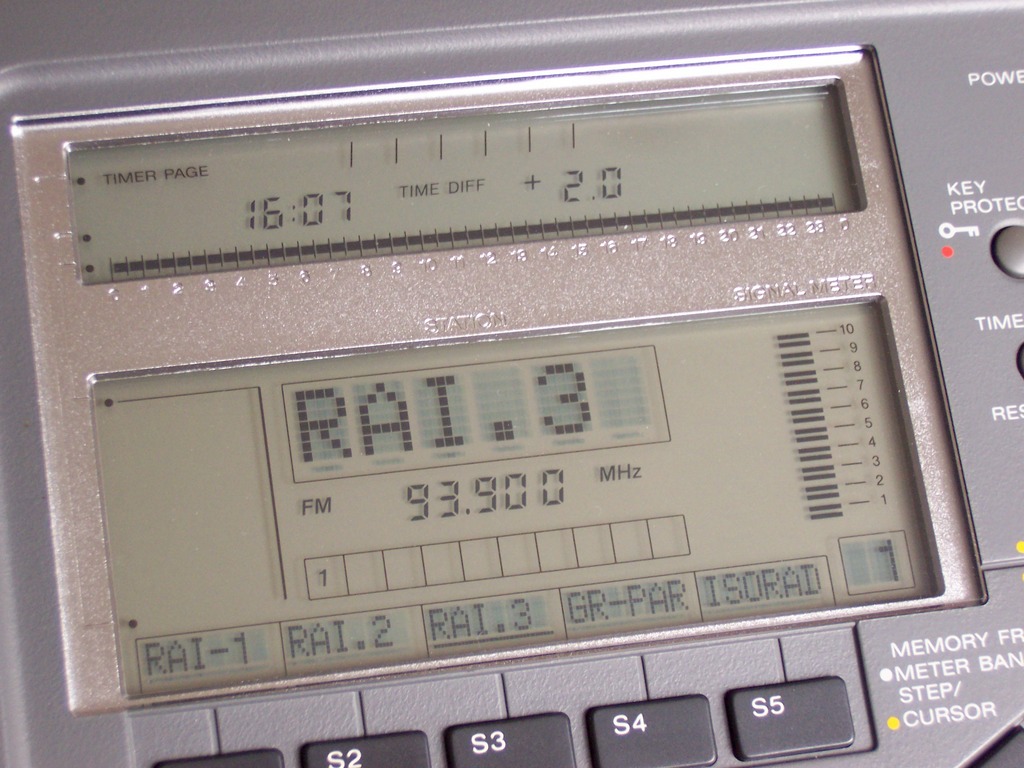 TIMER PAGE
16:07 TIME DIFF + 2.0
0 1 2 3 4 5 6 7 8 9 10 11 12 13 14 15 16 17 18 19 20 21 22 23 0
STATION
SIGNAL METER
RAI.3
FM 93.900 MHz
10
9
8
7
6
5
4
3
2
1
1
RAI-1 RAI.2 RAI.3 GR-PAR ISORAD 1
S2 S3 S4 S5
POWE
KEY
PROTEC
TIME
RES
MEMORY FR
METER BAN
STEP/
CURSOR